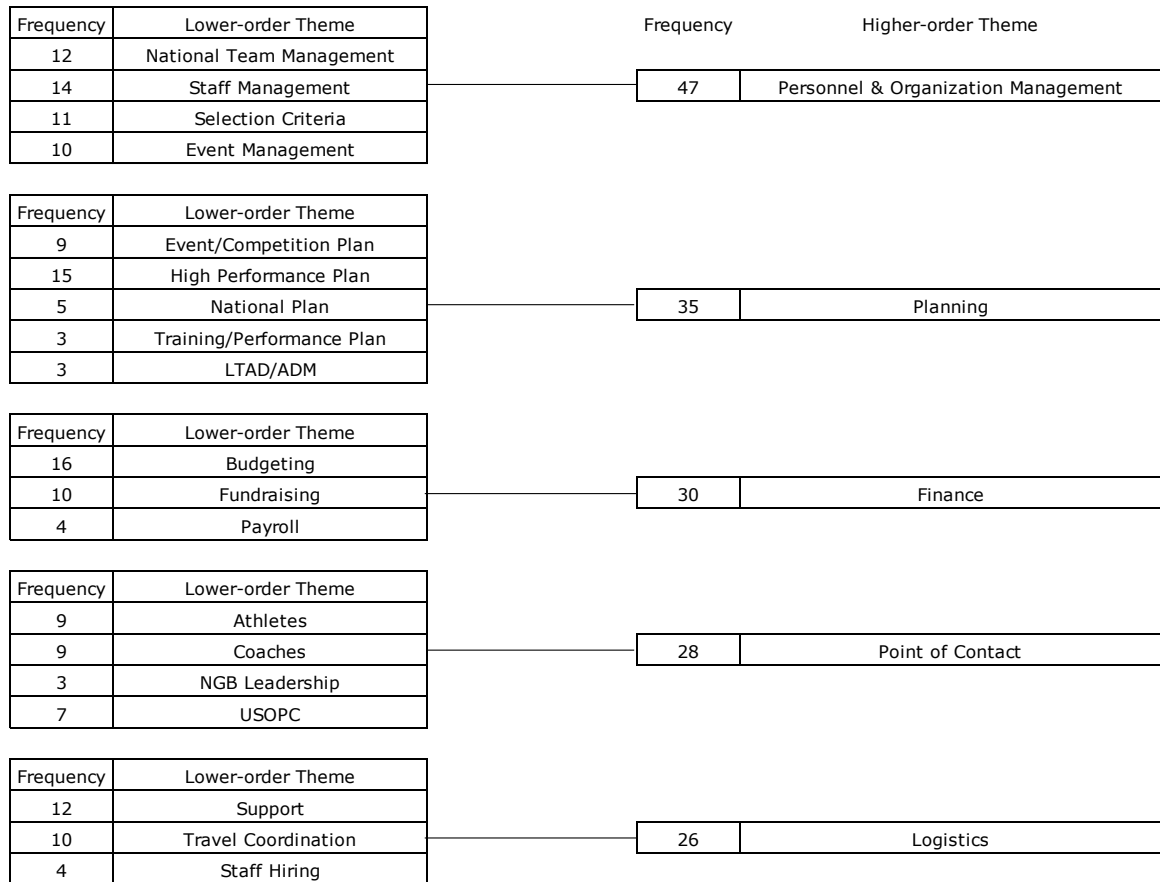 Frequency Lower-order Theme Frequency Higher-order Theme
12 National Team Management
14 Staff Management 47 Personnel & Organization Management
11 Selection Criteria
10 Event Management
Frequency Lower-order Theme
9 Event/Competition Plan
15 High Performance Plan
5 National Plan 35 Planning
3 Training/Performance Plan
3 LTAD/ADM
Frequency Lower-order Theme
16 Budgeting
10 Fundraising 30 Finance
4 Payroll
Frequency Lower-order Theme
9 Athletes
9 Coaches 28 Point of Contact
3 NGB Leadership
7 USOPC
Frequency Lower-order Theme
12 Support
10 Travel Coordination 26 Logistics
4 Staff Hiring